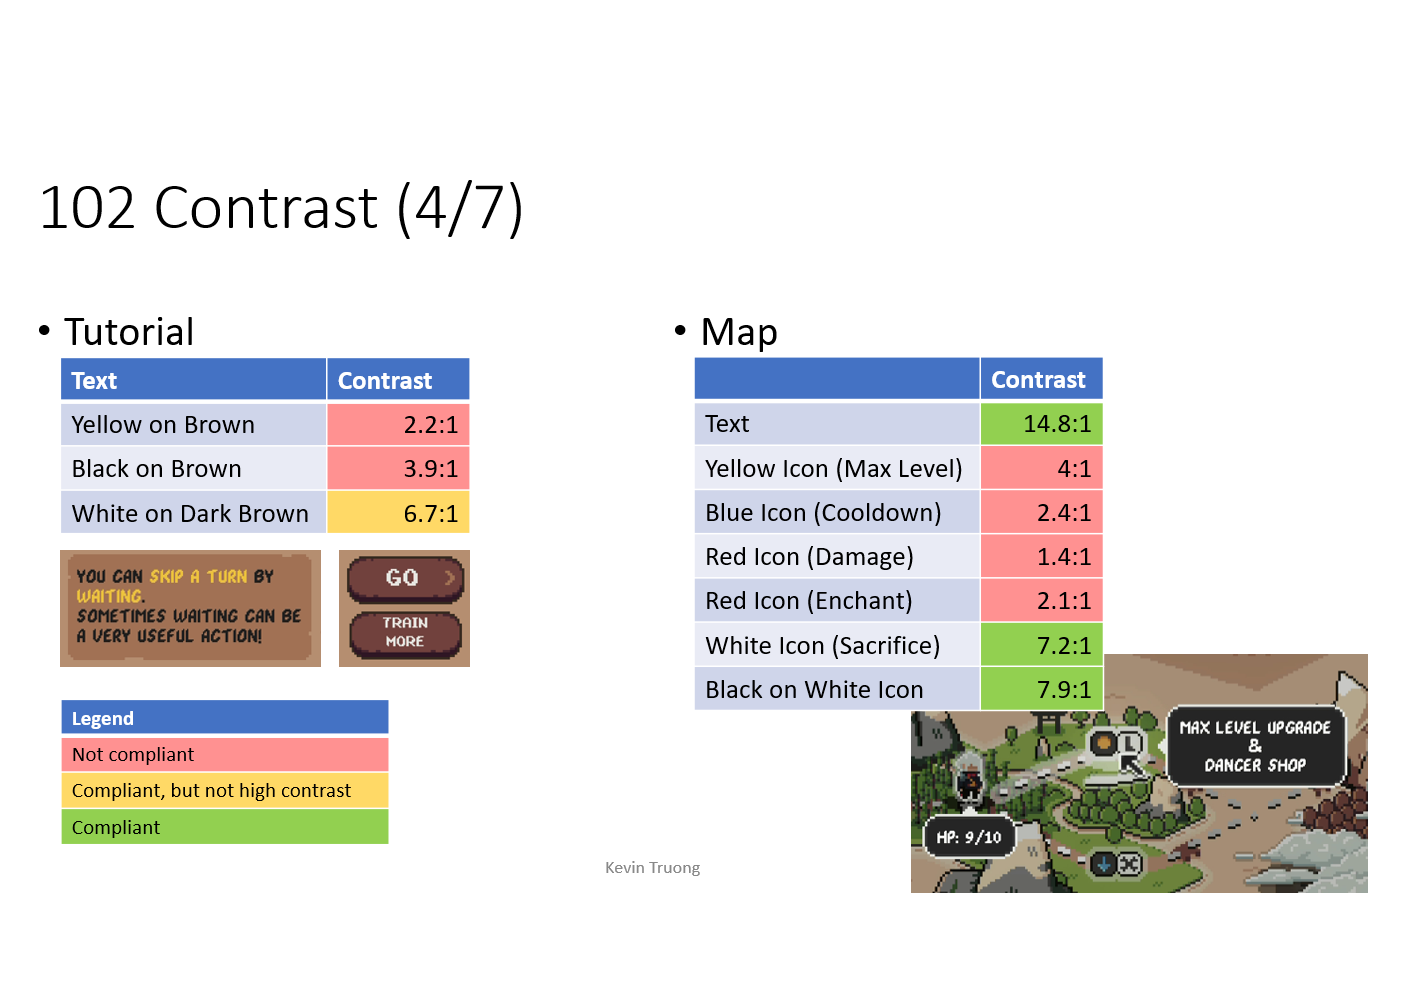 102 Contrast (4/7)
• Tutorial
Text Contrast
Yellow on Brown 2.2:1
Black on Brown 3.9:1
White on Dark Brown 6.7:1
YOU CAN SKIP A TURN BY
WAITING.
SOMETIMES WAITING CAN BE
A VERY USEFUL ACTION!
GO >
TRAIN
MORE
Legend
Not compliant
Compliant, but not high contrast
Compliant
• Map
Contrast
Text 14.8:1
Yellow Icon (Max Level) 4:1
Blue Icon (Cooldown) 2.4:1
Red Icon (Damage) 1.4:1
Red Icon (Enchant) 2.1:1
White Icon (Sacrifice) 7.2:1
Black on White Icon 7.9:1
MAX LEVEL UPGRADE
&
DANCER SHOP
HP: 9/10
Kevin Truong